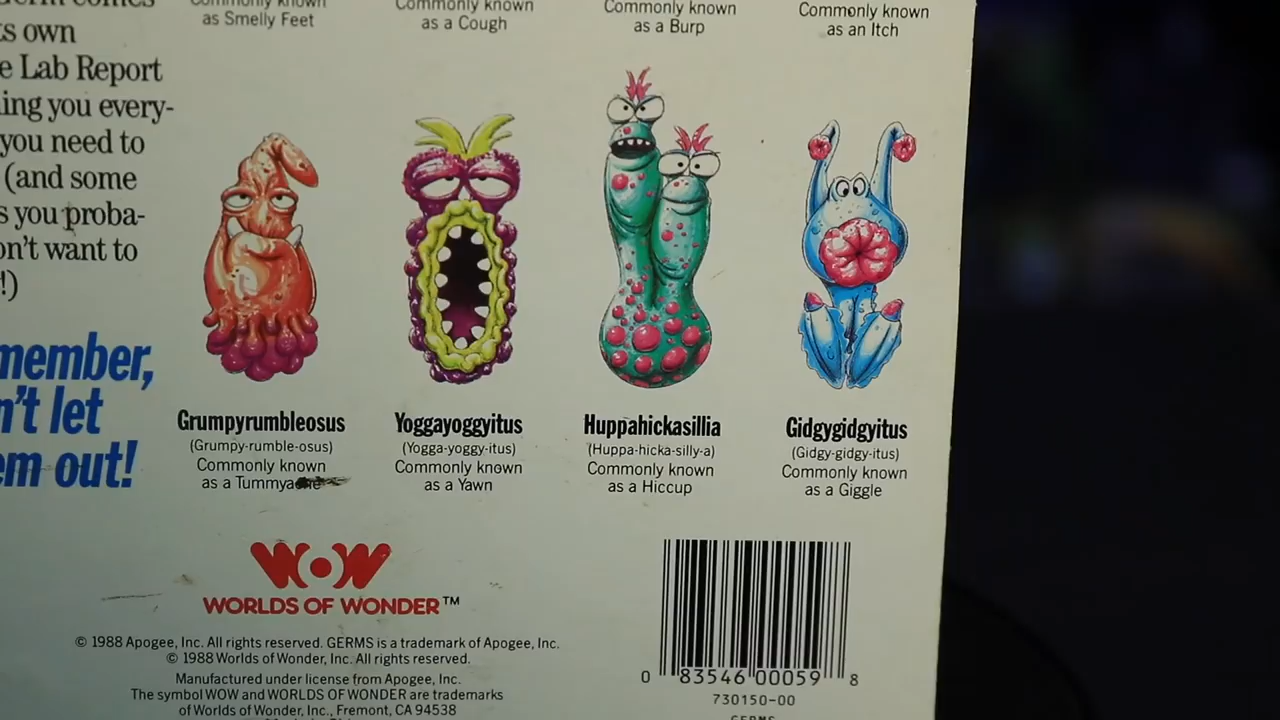 Commonly known
as Smelly Feet
Commonly known
as a Cough
Commonly known
as a Burp
Commonly known
as an Itch
s own
e Lab Report
ing you every-
you need to
(and some
s you proba-
on't want to
!)
member,
n't let
em out!
Grumpyrumbleosus
(Grumpy-rumble-osus)
Commonly known
as a Tummyache
Yoggayoggyitus
(Yogga-yoggy-itus)
Commonly known
as a Yawn
Huppahickasillia
(Huppa-hicka-silly-a)
Commonly known
as a Hiccup
Gidgygidgyitus
(Gidgy-gidgy-itus)
Commonly known
as a Giggle
WOW
WORLDS OF WONDER™
© 1988 Apogee, Inc. All rights reserved. GERMS is a trademark of Apogee, Inc.
© 1988 Worlds of Wonder, Inc. All rights reserved.
Manufactured under license from Apogee, Inc.
The symbol WOW and WORLDS OF WONDER are trademarks
of Worlds of Wonder, Inc., Fremont, CA 94538
0 83546 00059 8
730150-00
GERMS